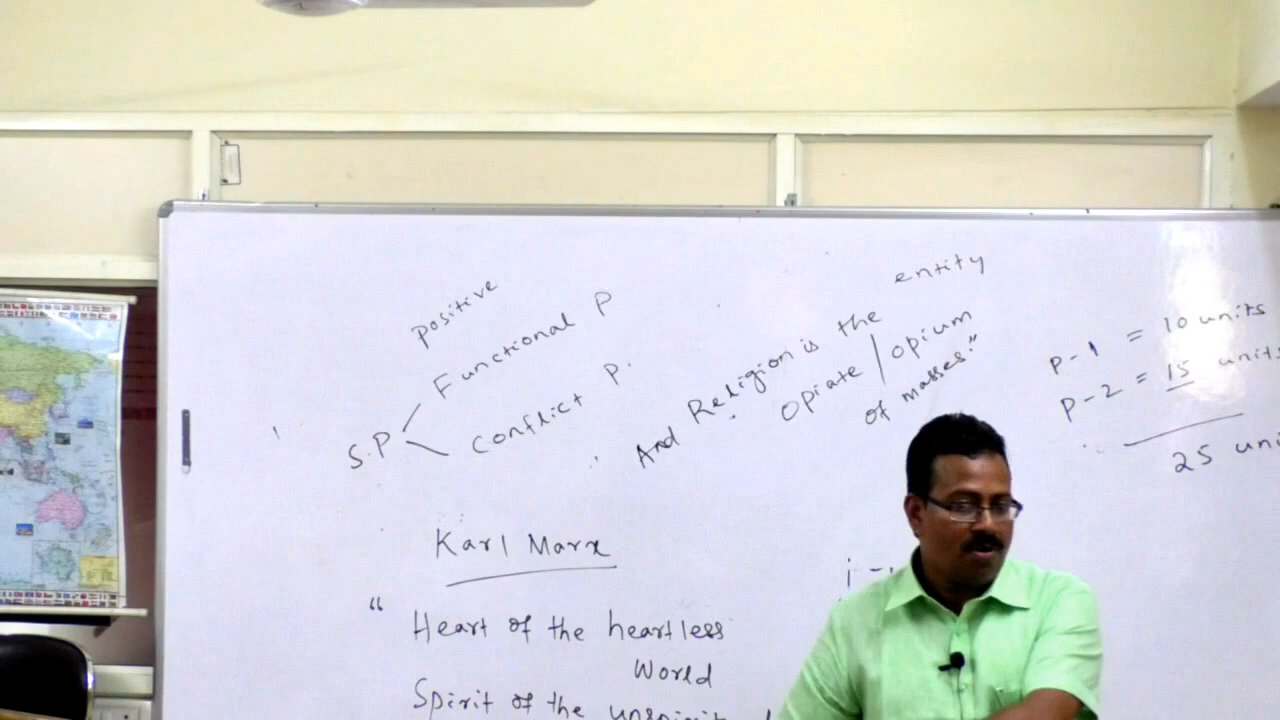 positive
Functional P
S.P
Conflict P.
Karl Marx
"
Heart of the heartless
World
Spirit of the
entity
And Religion is the
Opiate / opium
of masses."
P-1 = 10 units
P-2 = 15 units
25